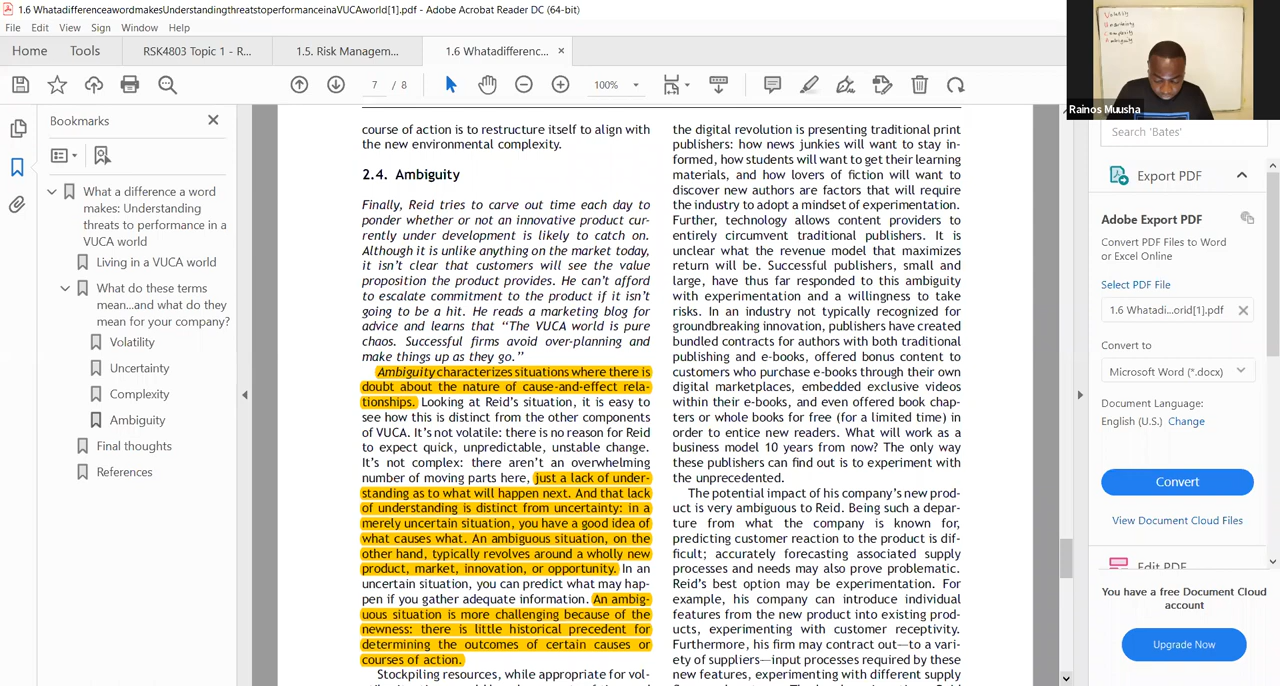 1.6 WhatadifferenceawordmakesUnderstandingthreatstoperformanceinaVUCAworld[1].pdf - Adobe Acrobat Reader DC (64-bit)
File Edit View Sign Window Help
Home Tools RSK4803 Topic 1 - R... 1.5. Risk Managem... 1.6 Whatadifferenc... ×
7 / 8 100%
Volatility
Uncertainty
Complexity
Ambiguity
Rainos Muusha
Bookmarks
What a difference a word
makes: Understanding
threats to performance in a
VUCA world
Living in a VUCA world
What do these terms
mean...and what do they
mean for your company?
Volatility
Uncertainty
Complexity
Ambiguity
Final thoughts
References
course of action is to restructure itself to align with
the new environmental complexity.
2.4. Ambiguity
Finally, Reid tries to carve out time each day to
ponder whether or not an innovative product cur-
rently under development is likely to catch on.
Although it is unlike anything on the market today,
it isn’t clear that customers will see the value
proposition the product provides. He can’t afford
to escalate commitment to the product if it isn’t
going to be a hit. He reads a marketing blog for
advice and learns that “The VUCA world is pure
chaos. Successful firms avoid over-planning and
make things up as they go.”
Ambiguity characterizes situations where there is
doubt about the nature of cause-and-effect rela-
tionships. Looking at Reid’s situation, it is easy to
see how this is distinct from the other components
of VUCA. It’s not volatile: there is no reason for Reid
to expect quick, unpredictable, unstable change.
It’s not complex: there aren’t an overwhelming
number of moving parts here, just a lack of under-
standing as to what will happen next. And that lack
of understanding is distinct from uncertainty: in a
merely uncertain situation, you have a good idea of
what causes what. An ambiguous situation, on the
other hand, typically revolves around a wholly new
product, market, innovation, or opportunity. In an
uncertain situation, you can predict what may hap-
pen if you gather adequate information. An ambig-
uous situation is more challenging because of the
newness: there is little historical precedent for
determining the outcomes of certain causes or
courses of action.
Stockpiling resources, while appropriate for vol-
the digital revolution is presenting traditional print
publishers: how news junkies will want to stay in-
formed, how students will want to get their learning
materials, and how lovers of fiction will want to
discover new authors are factors that will require
the industry to adopt a mindset of experimentation.
Further, technology allows content providers to
entirely circumvent traditional publishers. It is
unclear what the revenue model that maximizes
return will be. Successful publishers, small and
large, have thus far responded to this ambiguity
with experimentation and a willingness to take
risks. In an industry not typically recognized for
groundbreaking innovation, publishers have created
bundled contracts for authors with both traditional
publishing and e-books, offered bonus content to
customers who purchase e-books through their own
digital marketplaces, embedded exclusive videos
within their e-books, and even offered book chap-
ters or whole books for free (for a limited time) in
order to entice new readers. What will work as a
business model 10 years from now? The only way
these publishers can find out is to experiment with
the unprecedented.
The potential impact of his company’s new prod-
uct is very ambiguous to Reid. Being such a depar-
ture from what the company is known for,
predicting customer reaction to the product is dif-
ficult; accurately forecasting associated supply
processes and needs may also prove problematic.
Reid’s best option may be experimentation. For
example, his company can introduce individual
features from the new product into existing prod-
ucts, experimenting with customer receptivity.
Furthermore, his firm may contract out—to a vari-
ety of suppliers—input processes required by these
new features, experimenting with different supply
Search 'Bates'
Export PDF
Adobe Export PDF
Convert PDF Files to Word
or Excel Online
Select PDF File
1.6 Whatadi...orld[1].pdf
Convert to
Microsoft Word (*.docx)
Document Language:
English (U.S.) Change
Convert
View Document Cloud Files
Edit PDF
You have a free Document Cloud
account
Upgrade Now